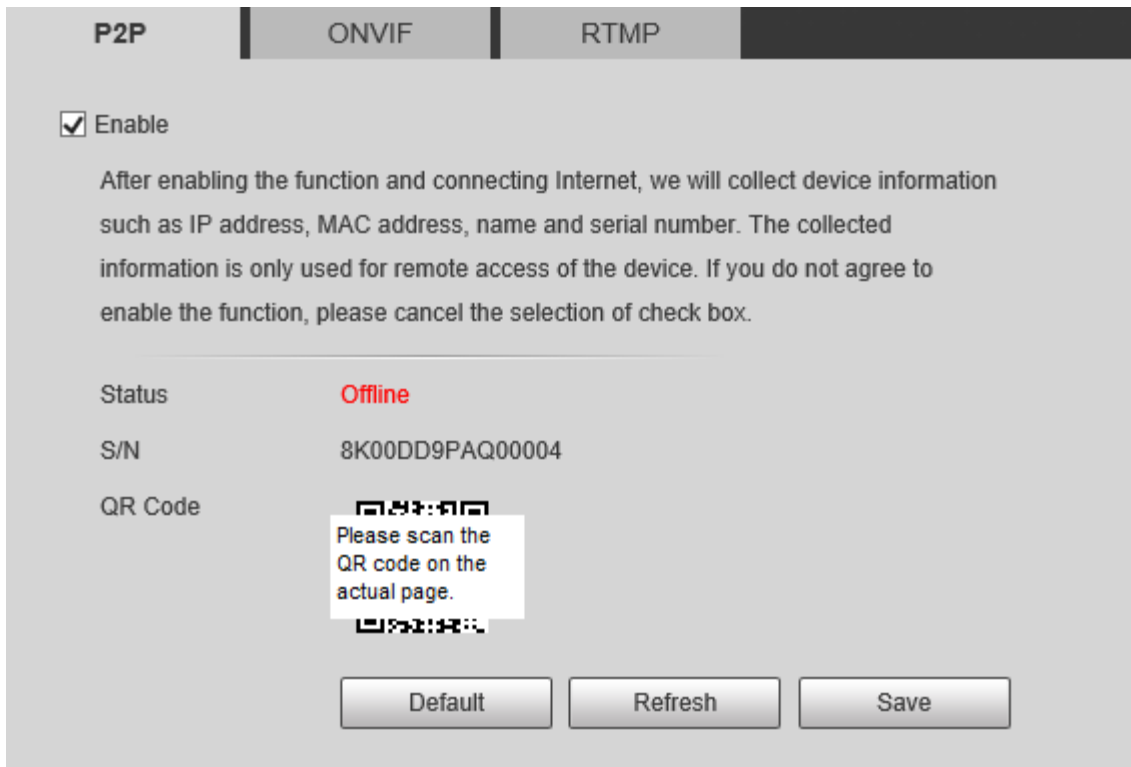 P2P ONVIF RTMP
Enable
After enabling the function and connecting Internet, we will collect device information
such as IP address, MAC address, name and serial number. The collected
information is only used for remote access of the device. If you do not agree to
enable the function, please cancel the selection of check box.
Status Offline
S/N 8K00DD9PAQ00004
QR Code
Please scan the
QR code on the
actual page.
Default Refresh Save